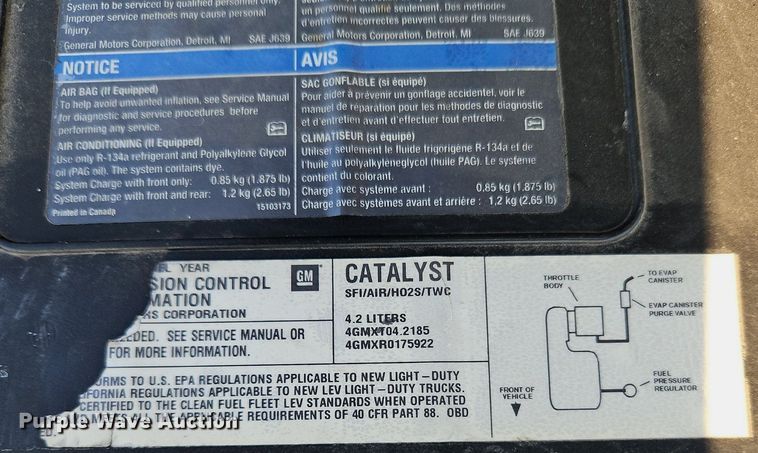 System to be serviced by qualified personnel only.
Improper service methods may cause personal
injury.
General Motors Corporation, Detroit, MI SAE J639
NOTICE
AIR BAG (If Equipped)
To help avoid unwanted inflation, see Service Manual
for diagnostic and service procedures before
performing any service.
AIR CONDITIONING (If Equipped)
Use only R-134a refrigerant and Polyalkylene Glycol
oil (PAG oil). The system contains dye.
System Charge with front only: 0.85 kg (1.875 lb)
System Charge with front and rear: 1.2 kg (2.65 lb)
Printed in Canada 15103173
un personnel qualifié seulement. Des méthodes
d'entretien incorrectes peuvent causer des blessures.
General Motors Corporation, Detroit, MI SAE J639
AVIS
SAC GONFLABLE (si équipé)
Pour aider à prévenir un gonflage accidentel, voir le
manuel de réparation pour les méthodes de diagnostic
et d'entretien avant d'effectuer tout entretien.
CLIMATISEUR (si équipé)
Utiliser seulement le fluide frigorigène R-134a et de
l'huile au polyalkyleneglycol (huile PAG). Le système
contient du colorant.
Charge avec système avant : 0.85 kg (1.875 lb)
Charge avec systèmes avant et arrière : 1,2 kg (2.65 lb)
EL YEAR
SION CONTROL
MATION
RS CORPORATION
GM
EEDED. SEE SERVICE MANUAL OR
FOR MORE INFORMATION.
CATALYST
SFI/AIR/HO2S/TWC
4.2 LITERS
4GMXT04.2185
4GMXR0175922
ORMS TO U.S. EPA REGULATIONS APPLICABLE TO NEW LIGHT-DUTY
IFORNIA REGULATIONS APPLICABLE TO NEW LEV LIGHT-DUTY TRUCKS.
CERTIFIED TO THE CLEAN FUEL FLEET LEV STANDARDS WHEN OPERATED
MEETS ALL THE APPLICABLE REQUIREMENTS OF 40 CFR PART 88. OBD
ED.
THROTTLE
BODY
TO EVAP
CANISTER
EVAP CANISTER
PURGE VALVE
FUEL
PRESSURE
REGULATOR
FRONT OF
VEHICLE
Purple Wave Auction